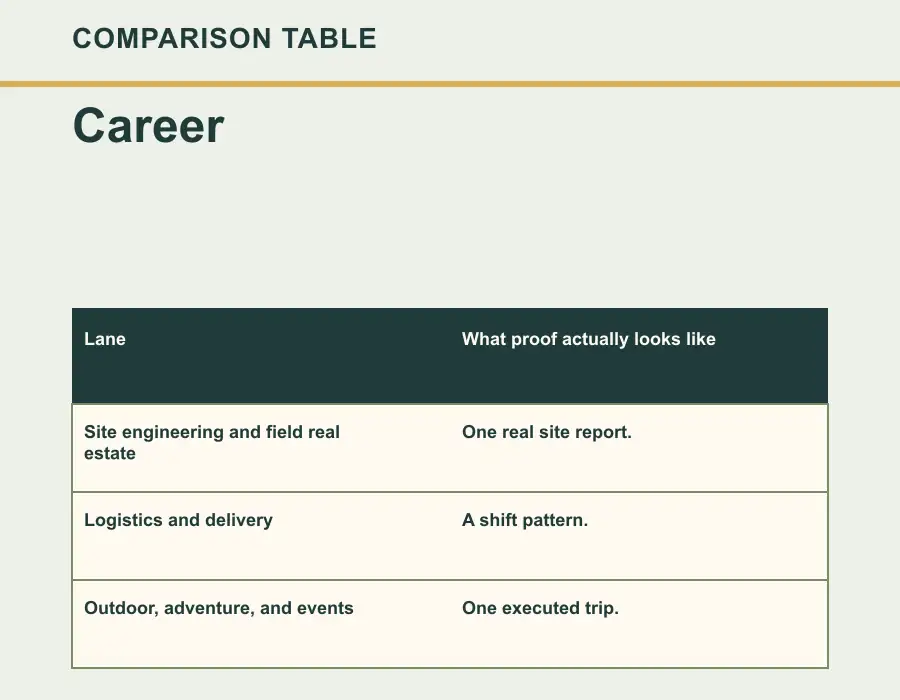 COMPARISON TABLE
Career
Lane
What proof actually looks like
Site engineering and field real
estate
One real site report.
Logistics and delivery
A shift pattern.
Outdoor, adventure, and events
One executed trip.